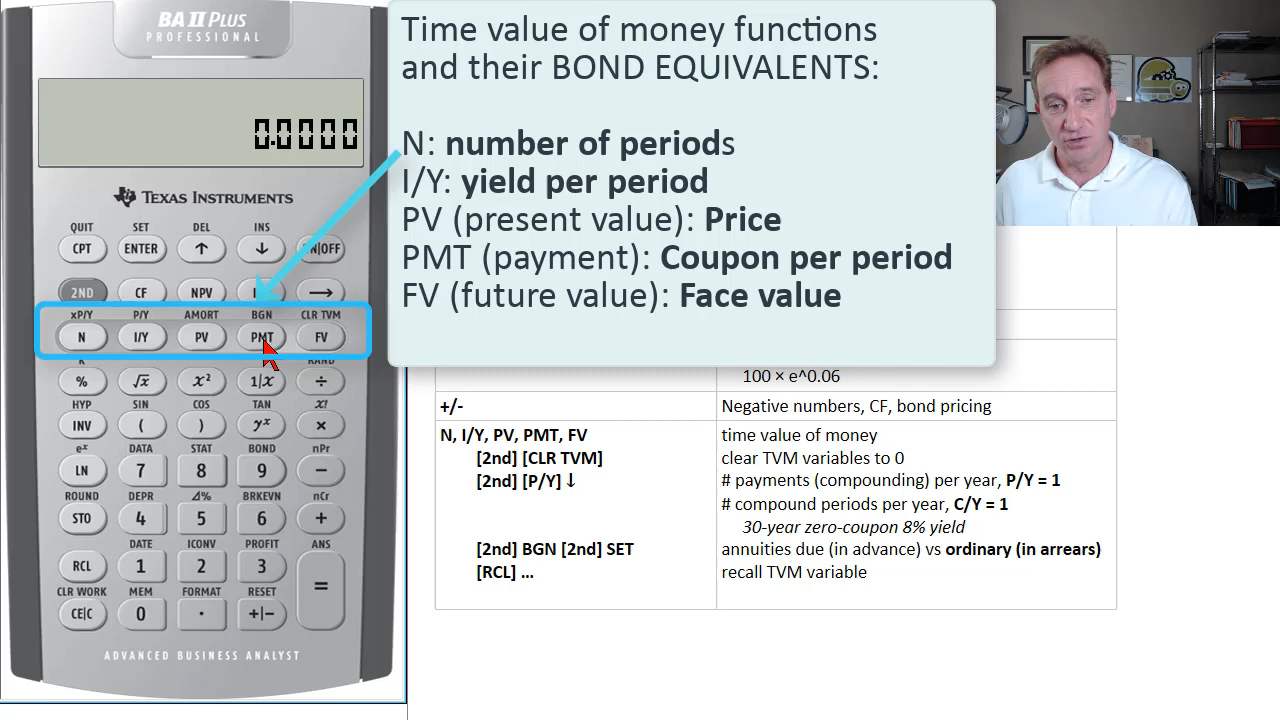 BA II PLUS
PROFESSIONAL
0.0000
TEXAS INSTRUMENTS
QUIT SET DEL INS
CPT ENTER ↑ ↓ ON|OFF
2ND CF NPV →
xP/Y P/Y AMORT BGN CLR TVM
N I/Y PV PMT FV
K RAND
% √x x² 1/x ÷
HYP SIN COS TAN x!
INV ( ) yˣ ×
eˣ DATA STAT BOND nPr
LN 7 8 9 −
ROUND DEPR Δ% BRKEVN nCr
STO 4 5 6 +
DATE ICONV PROFIT ANS
RCL 1 2 3 =
CLR WORK MEM FORMAT RESET
CE|C 0 . +|−
ADVANCED BUSINESS ANALYST
Time value of money functions
and their BOND EQUIVALENTS:
N: number of periods
I/Y: yield per period
PV (present value): Price
PMT (payment): Coupon per period
FV (future value): Face value
100 × e^0.06
+/- Negative numbers, CF, bond pricing
N, I/Y, PV, PMT, FV time value of money
[2nd] [CLR TVM] clear TVM variables to 0
[2nd] [P/Y] ↓ # payments (compounding) per year, P/Y = 1
# compound periods per year, C/Y = 1
30-year zero-coupon 8% yield
[2nd] BGN [2nd] SET annuities due (in advance) vs ordinary (in arrears)
[RCL] ... recall TVM variable